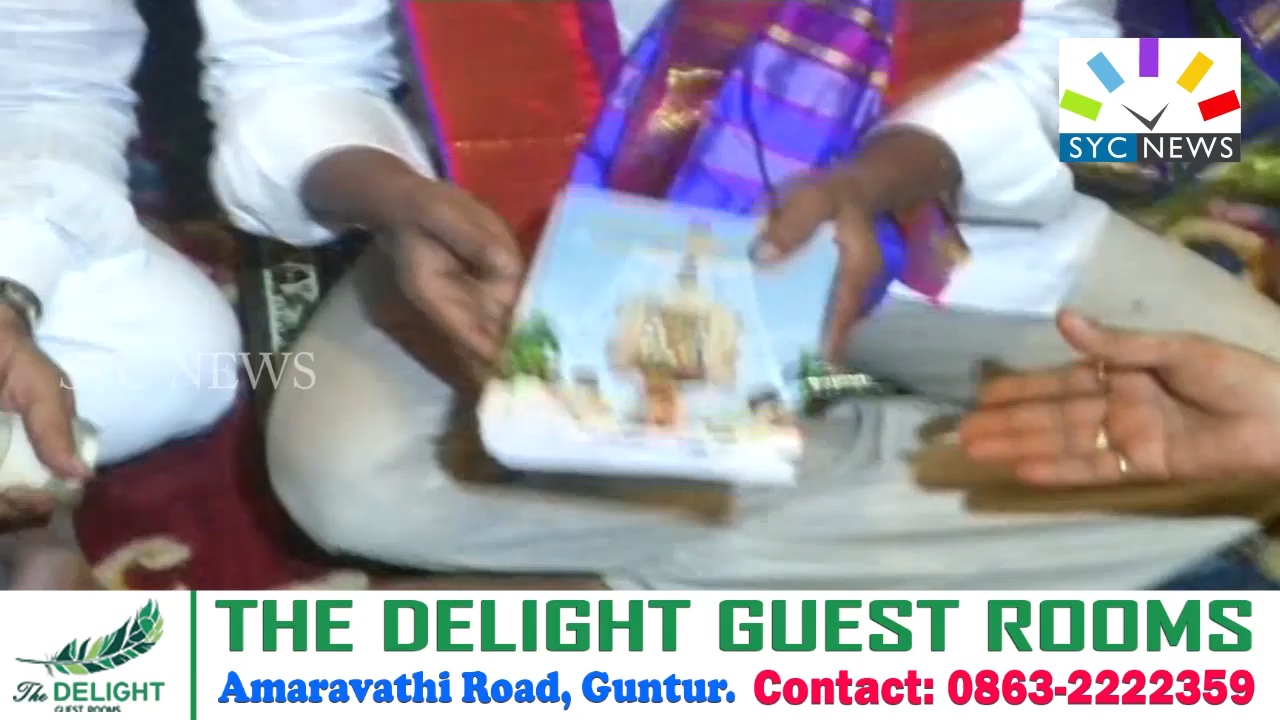 SYC NEWS
SYC NEWS
THE DELIGHT GUEST ROOMS
The DELIGHT
GUEST ROOMS
Amaravathi Road, Guntur. Contact: 0863-2222359